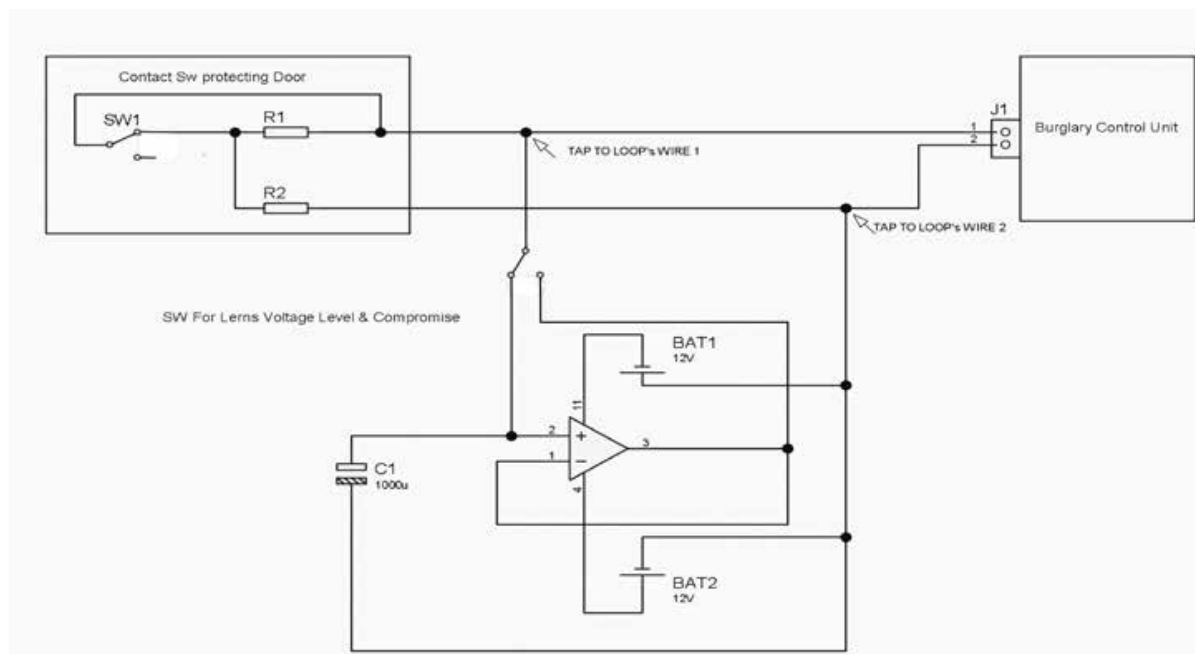 Contact Sw protecting Door
SW1
R1
R2
J1
1
2
Burglary Control Unit
TAP TO LOOP's WIRE 1
TAP TO LOOP's WIRE 2
SW For Lerns Voltage Level & Compromise
BAT1
12V
11
2
+
3
1
−
4
C1
1000u
BAT2
12V